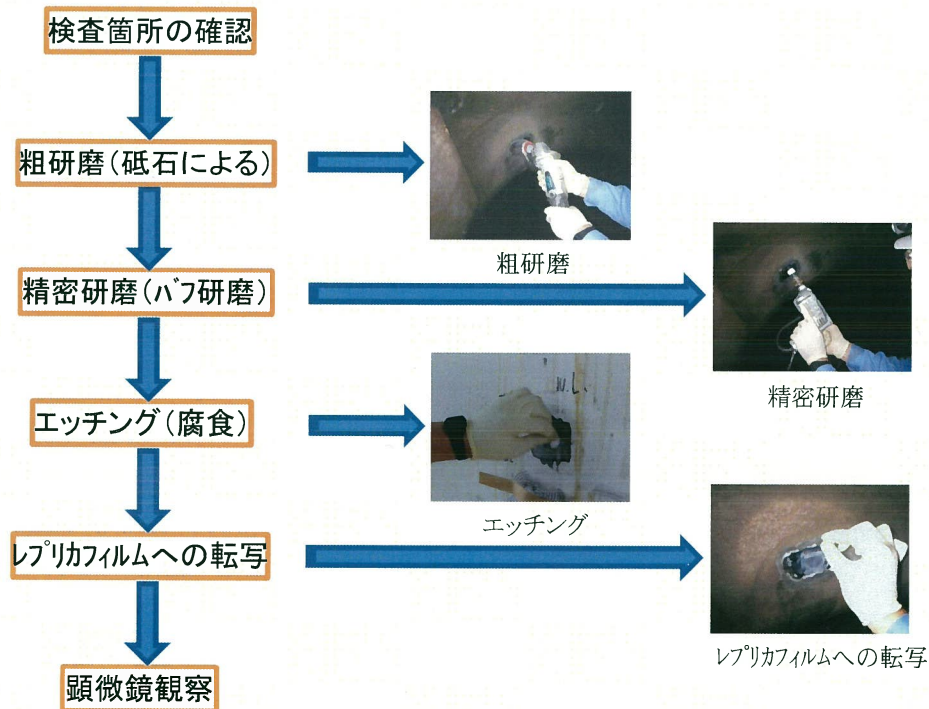 検査箇所の確認
粗研磨（砥石による）
粗研磨
精密研磨（バフ研磨）
精密研磨
エッチング（腐食）
W.L.
エッチング
レプリカフィルムへの転写
レプリカフィルムへの転写
顕微鏡観察